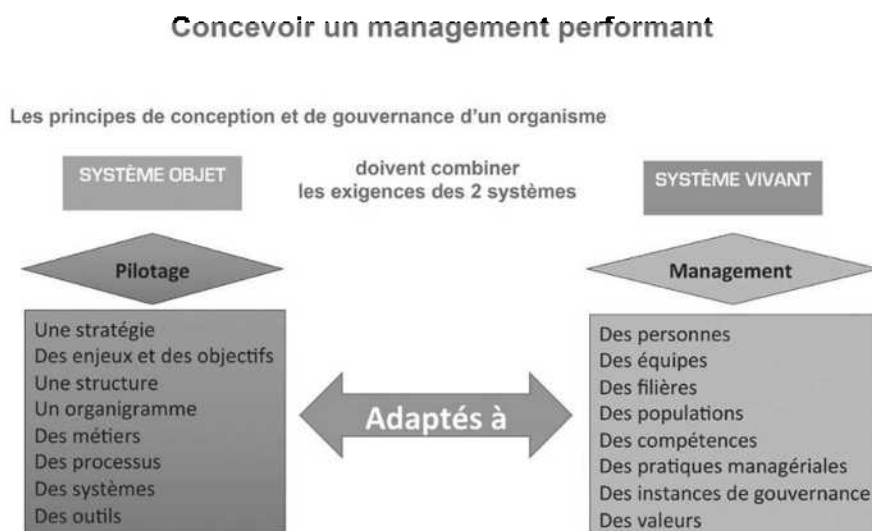 Concevoir un management performant
Les principes de conception et de gouvernance d'un organisme
SYSTÈME OBJET
doivent combiner
les exigences des 2 systèmes
SYSTÈME VIVANT
Pilotage
Management
Une stratégie
Des enjeux et des objectifs
Une structure
Un organigramme
Des métiers
Des processus
Des systèmes
Des outils
Adaptés à
Des personnes
Des équipes
Des filières
Des populations
Des compétences
Des pratiques managériales
Des instances de gouvernance
Des valeurs